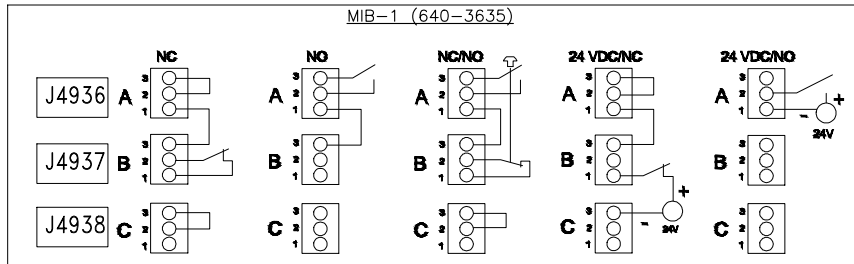 MIB-1 (640-3635)
NC NO NC/NO 24 VDC/NC 24 VDC/NO
J4936 A 3 2 1 A 3 2 1 A 3 2 1 A 3 2 1 A 3 2 1 - + 24V
J4937 B 3 2 1 B 3 2 1 B 3 2 1 B 3 2 1 B 3 2 1
J4938 C 3 2 1 C 3 2 1 C 3 2 1 C 3 2 1 - + 24V C 3 2 1